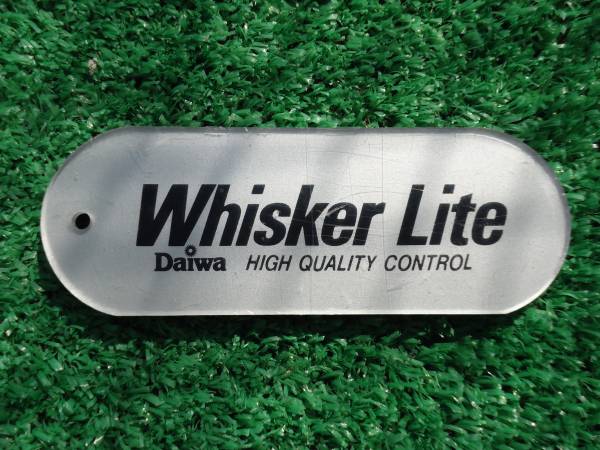 Whisker Lite
Daiwa HIGH QUALITY CONTROL